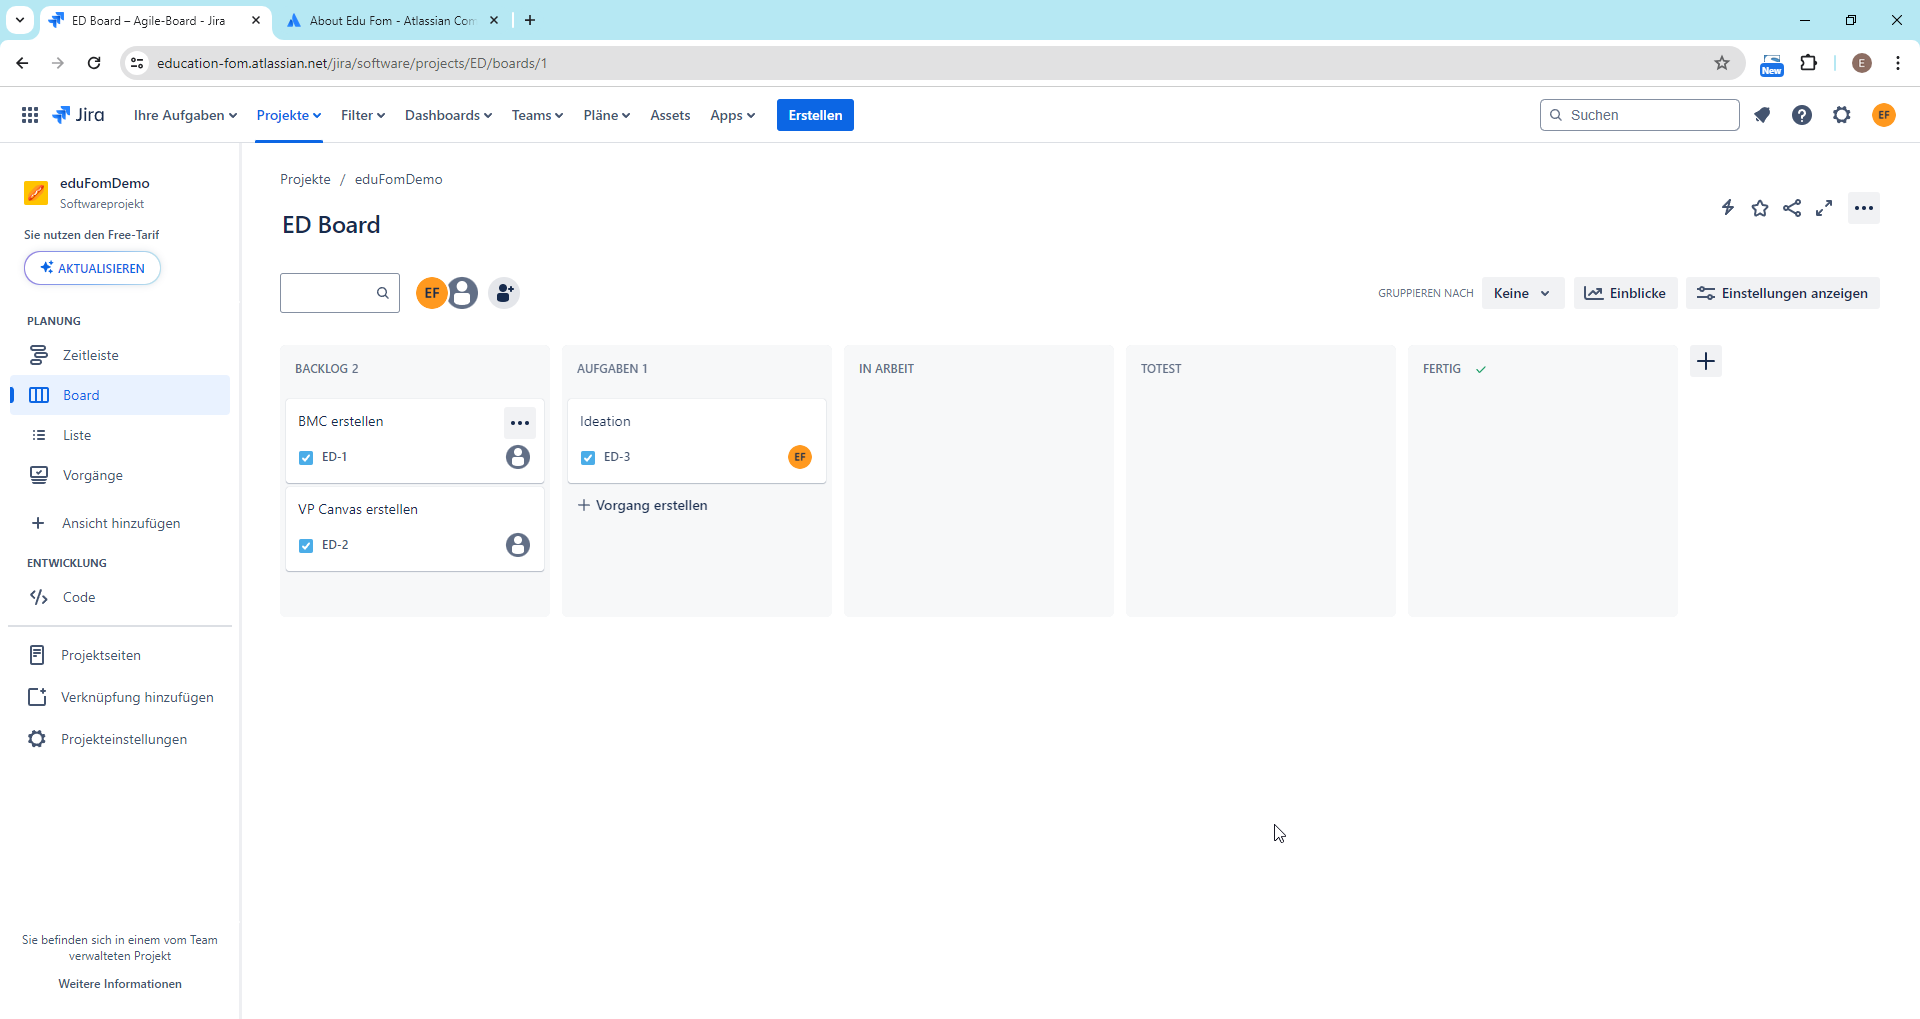 ED Board – Agile-Board - Jira
About Edu Fom - Atlassian Com
education-fom.atlassian.net/jira/software/projects/ED/boards/1
New
E
Jira
Ihre Aufgaben
Projekte
Filter
Dashboards
Teams
Pläne
Assets
Apps
Erstellen
Suchen
EF
eduFomDemo
Softwareprojekt
Sie nutzen den Free-Tarif
AKTUALISIEREN
PLANUNG
Zeitleiste
Board
Liste
Vorgänge
Ansicht hinzufügen
ENTWICKLUNG
Code
Projektseiten
Verknüpfung hinzufügen
Projekteinstellungen
Sie befinden sich in einem vom Team
verwalteten Projekt
Weitere Informationen
Projekte / eduFomDemo
ED Board
EF
GRUPPIEREN NACH
Keine
Einblicke
Einstellungen anzeigen
BACKLOG 2
BMC erstellen
ED-1
VP Canvas erstellen
ED-2
AUFGABEN 1
Ideation
ED-3
EF
Vorgang erstellen
IN ARBEIT
TOTEST
FERTIG